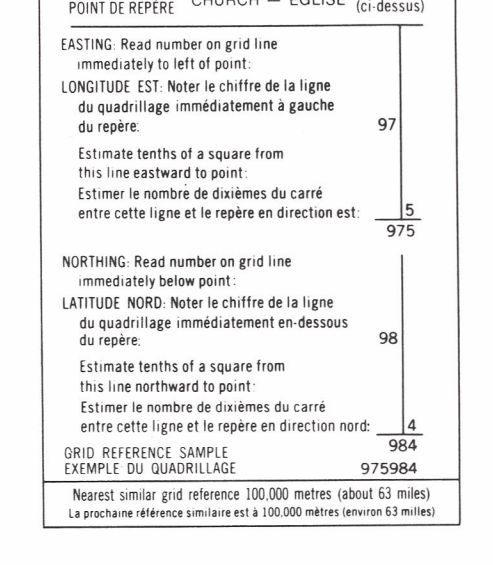 POINT DE REPÈRE CHURCH — EGLISE (ci-dessus)
EASTING: Read number on grid line
immediately to left of point:
LONGITUDE EST: Noter le chiffre de la ligne
du quadrillage immédiatement à gauche
du repère: 97
Estimate tenths of a square from
this line eastward to point:
Estimer le nombre de dixièmes du carré
entre cette ligne et le repère en direction est: 5
975
NORTHING: Read number on grid line
immediately below point:
LATITUDE NORD: Noter le chiffre de la ligne
du quadrillage immédiatement en-dessous
du repère: 98
Estimate tenths of a square from
this line northward to point:
Estimer le nombre de dixièmes du carré
entre cette ligne et le repère en direction nord: 4
GRID REFERENCE SAMPLE 984
EXEMPLE DU QUADRILLAGE 975984
Nearest similar grid reference 100,000 metres (about 63 miles)
La prochaine référence similaire est à 100,000 mètres (environ 63 milles)